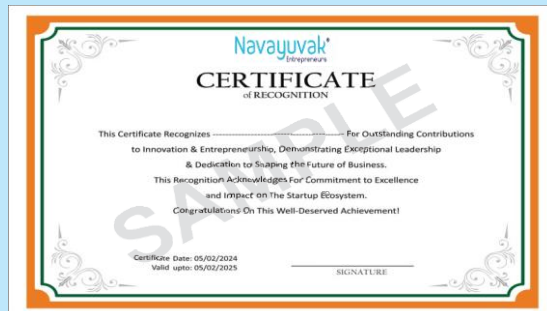 Navayuvak®
Entrepreneurs
CERTIFICATE
of RECOGNITION
This Certificate Recognizes ------------------------------------ For Outstanding Contributions
to Innovation & Entrepreneurship, Demonstrating Exceptional Leadership
& Dedication to Shaping the Future of Business.
This Recognition Acknowledges For Commitment to Excellence
and Impact on The Startup Ecosystem.
Congratulations On This Well-Deserved Achievement!
SAMPLE
Certificate Date: 05/02/2024
Valid upto: 05/02/2025
SIGNATURE